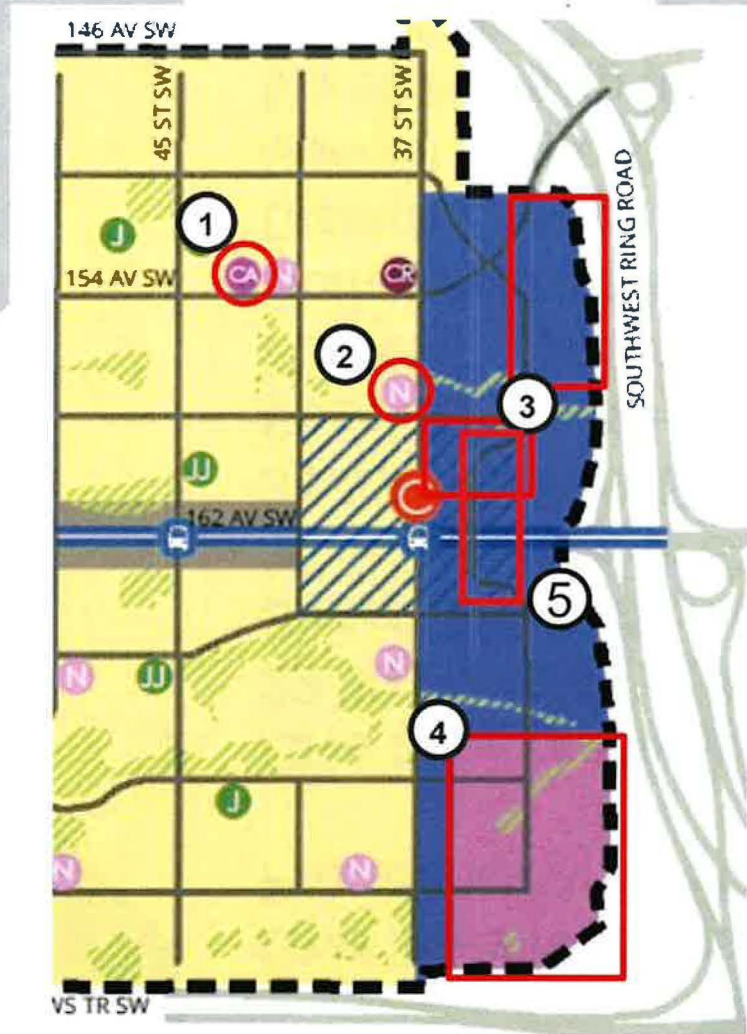 146 AV SW
45 ST SW
37 ST SW
SOUTHWEST RING ROAD
1
J
CA
N
CR
154 AV SW
2
N
3
JJ
C
162 AV SW
5
N
JJ
N
4
J
N
N
VS TR SW